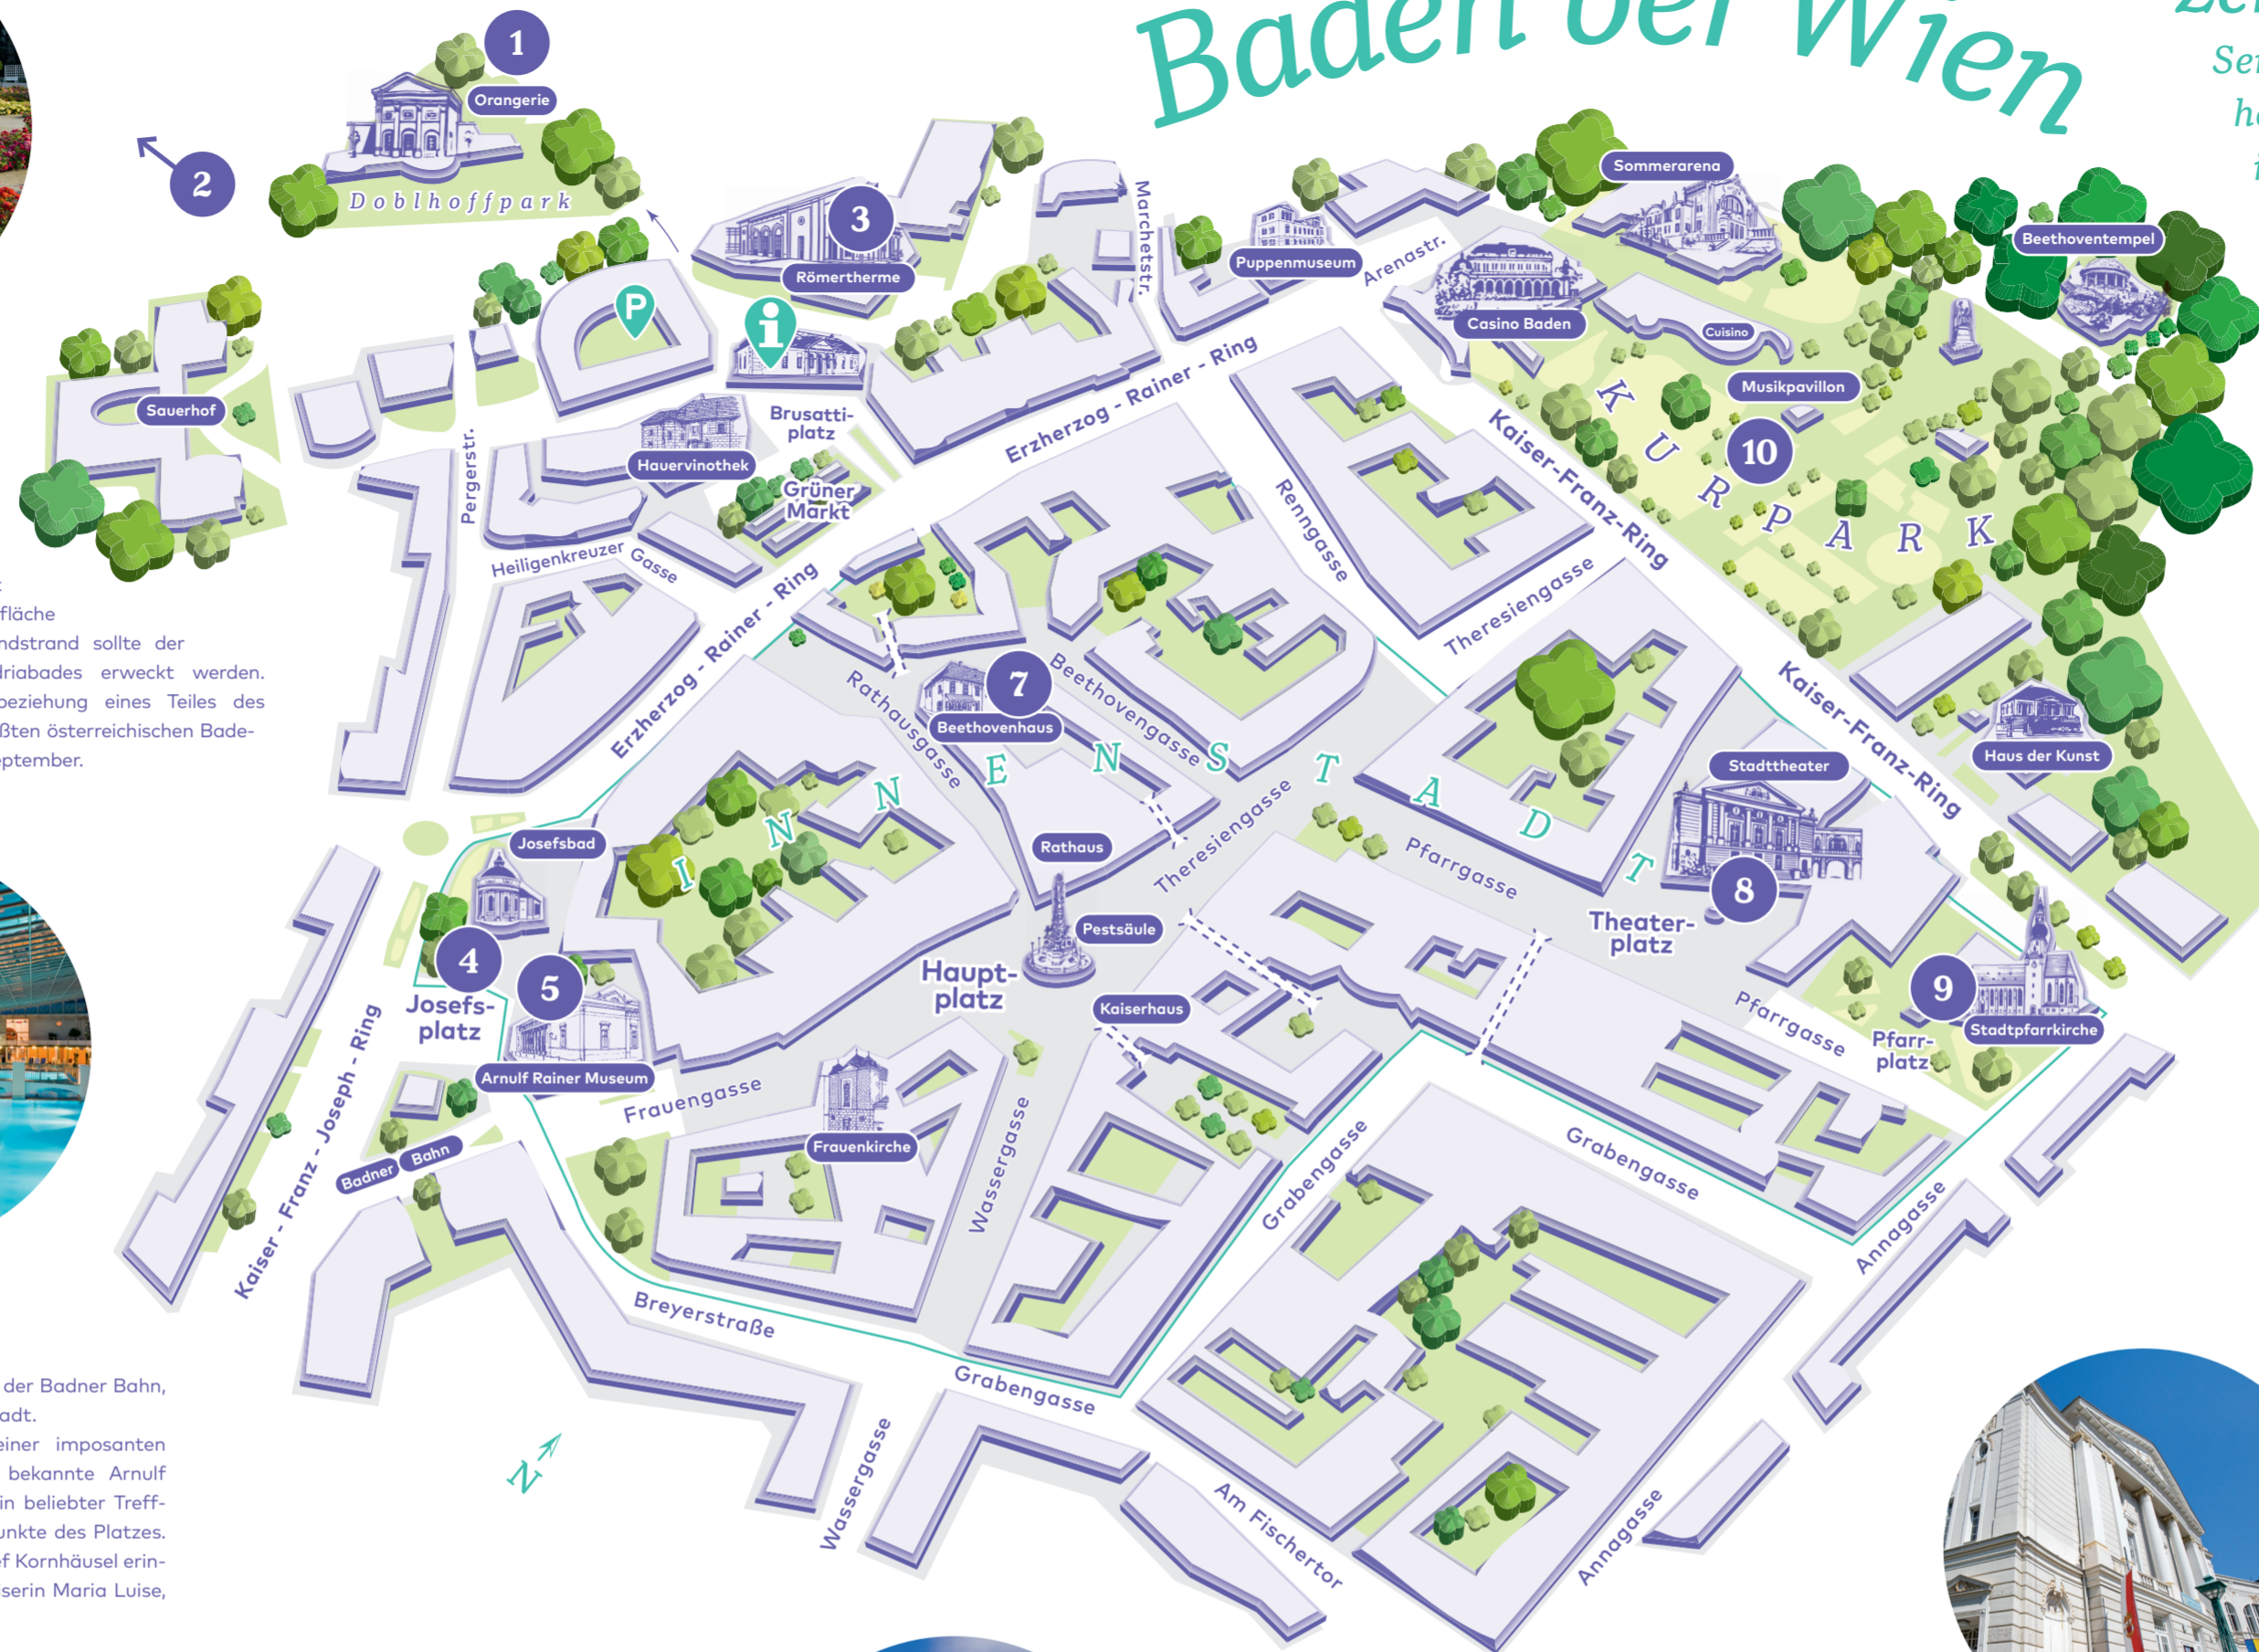 Baden bei Wien
1
Orangerie
2
Doblhoffpark
3
Römertherme
Marchetstr.
Puppenmuseum
Arenastr.
Sommerarena
Casino Baden
Cuisino
Beethoventempel
Musikpavillon
10
KURPARK
P
i
Sauerhof
Pergerstr.
Hauervinothek
Brusatti-
platz
Grüner
Markt
Erzherzog - Rainer - Ring
Kaiser-Franz-Ring
Renngasse
Theresiengasse
Heiligenkreuzer Gasse
Erzherzog - Rainer - Ring
Rathausgasse
7
Beethovenhaus
Beethovengasse
INNENSTADT
Kaiser-Franz-Ring
Haus der Kunst
Stadttheater
8
Theater-
platz
Josefsbad
4
Josefs-
platz
5
Arnulf Rainer Museum
Rathaus
Theresiengasse
Pfarrgasse
Pestsäule
Haupt-
platz
Kaiserhaus
9
Stadtpfarrkirche
Pfarrgasse
Pfarr-
platz
Kaiser - Franz - Joseph - Ring
Badner Bahn
Frauengasse
Frauenkirche
Wassergasse
Grabengasse
Grabengasse
Annagasse
Breyerstraße
Grabengasse
Wassergasse
N
Am Fischertor
Annagasse
fläche
ndstrand sollte der
driabades erweckt werden.
beziehung eines Teiles des
ßten österreichischen Bade-
eptember.
der Badner Bahn,
adt.
einer imposanten
bekannte Arnulf
in beliebter Treff-
unkte des Platzes.
ef Kornhäusel erin-
iserin Maria Luise,